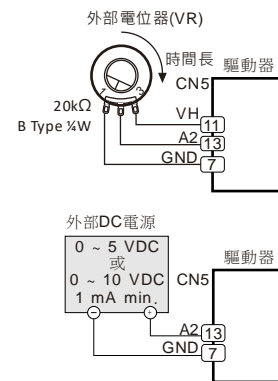 外部電位器(VR)
時間長
驅動器
CN5
1
3
20kΩ
B Type ¼W
VH
11
A2
13
GND
7
外部DC電源
0 ~ 5 VDC
或
0 ~ 10 VDC
1 mA min.
驅動器
CN5
A2
13
GND
7